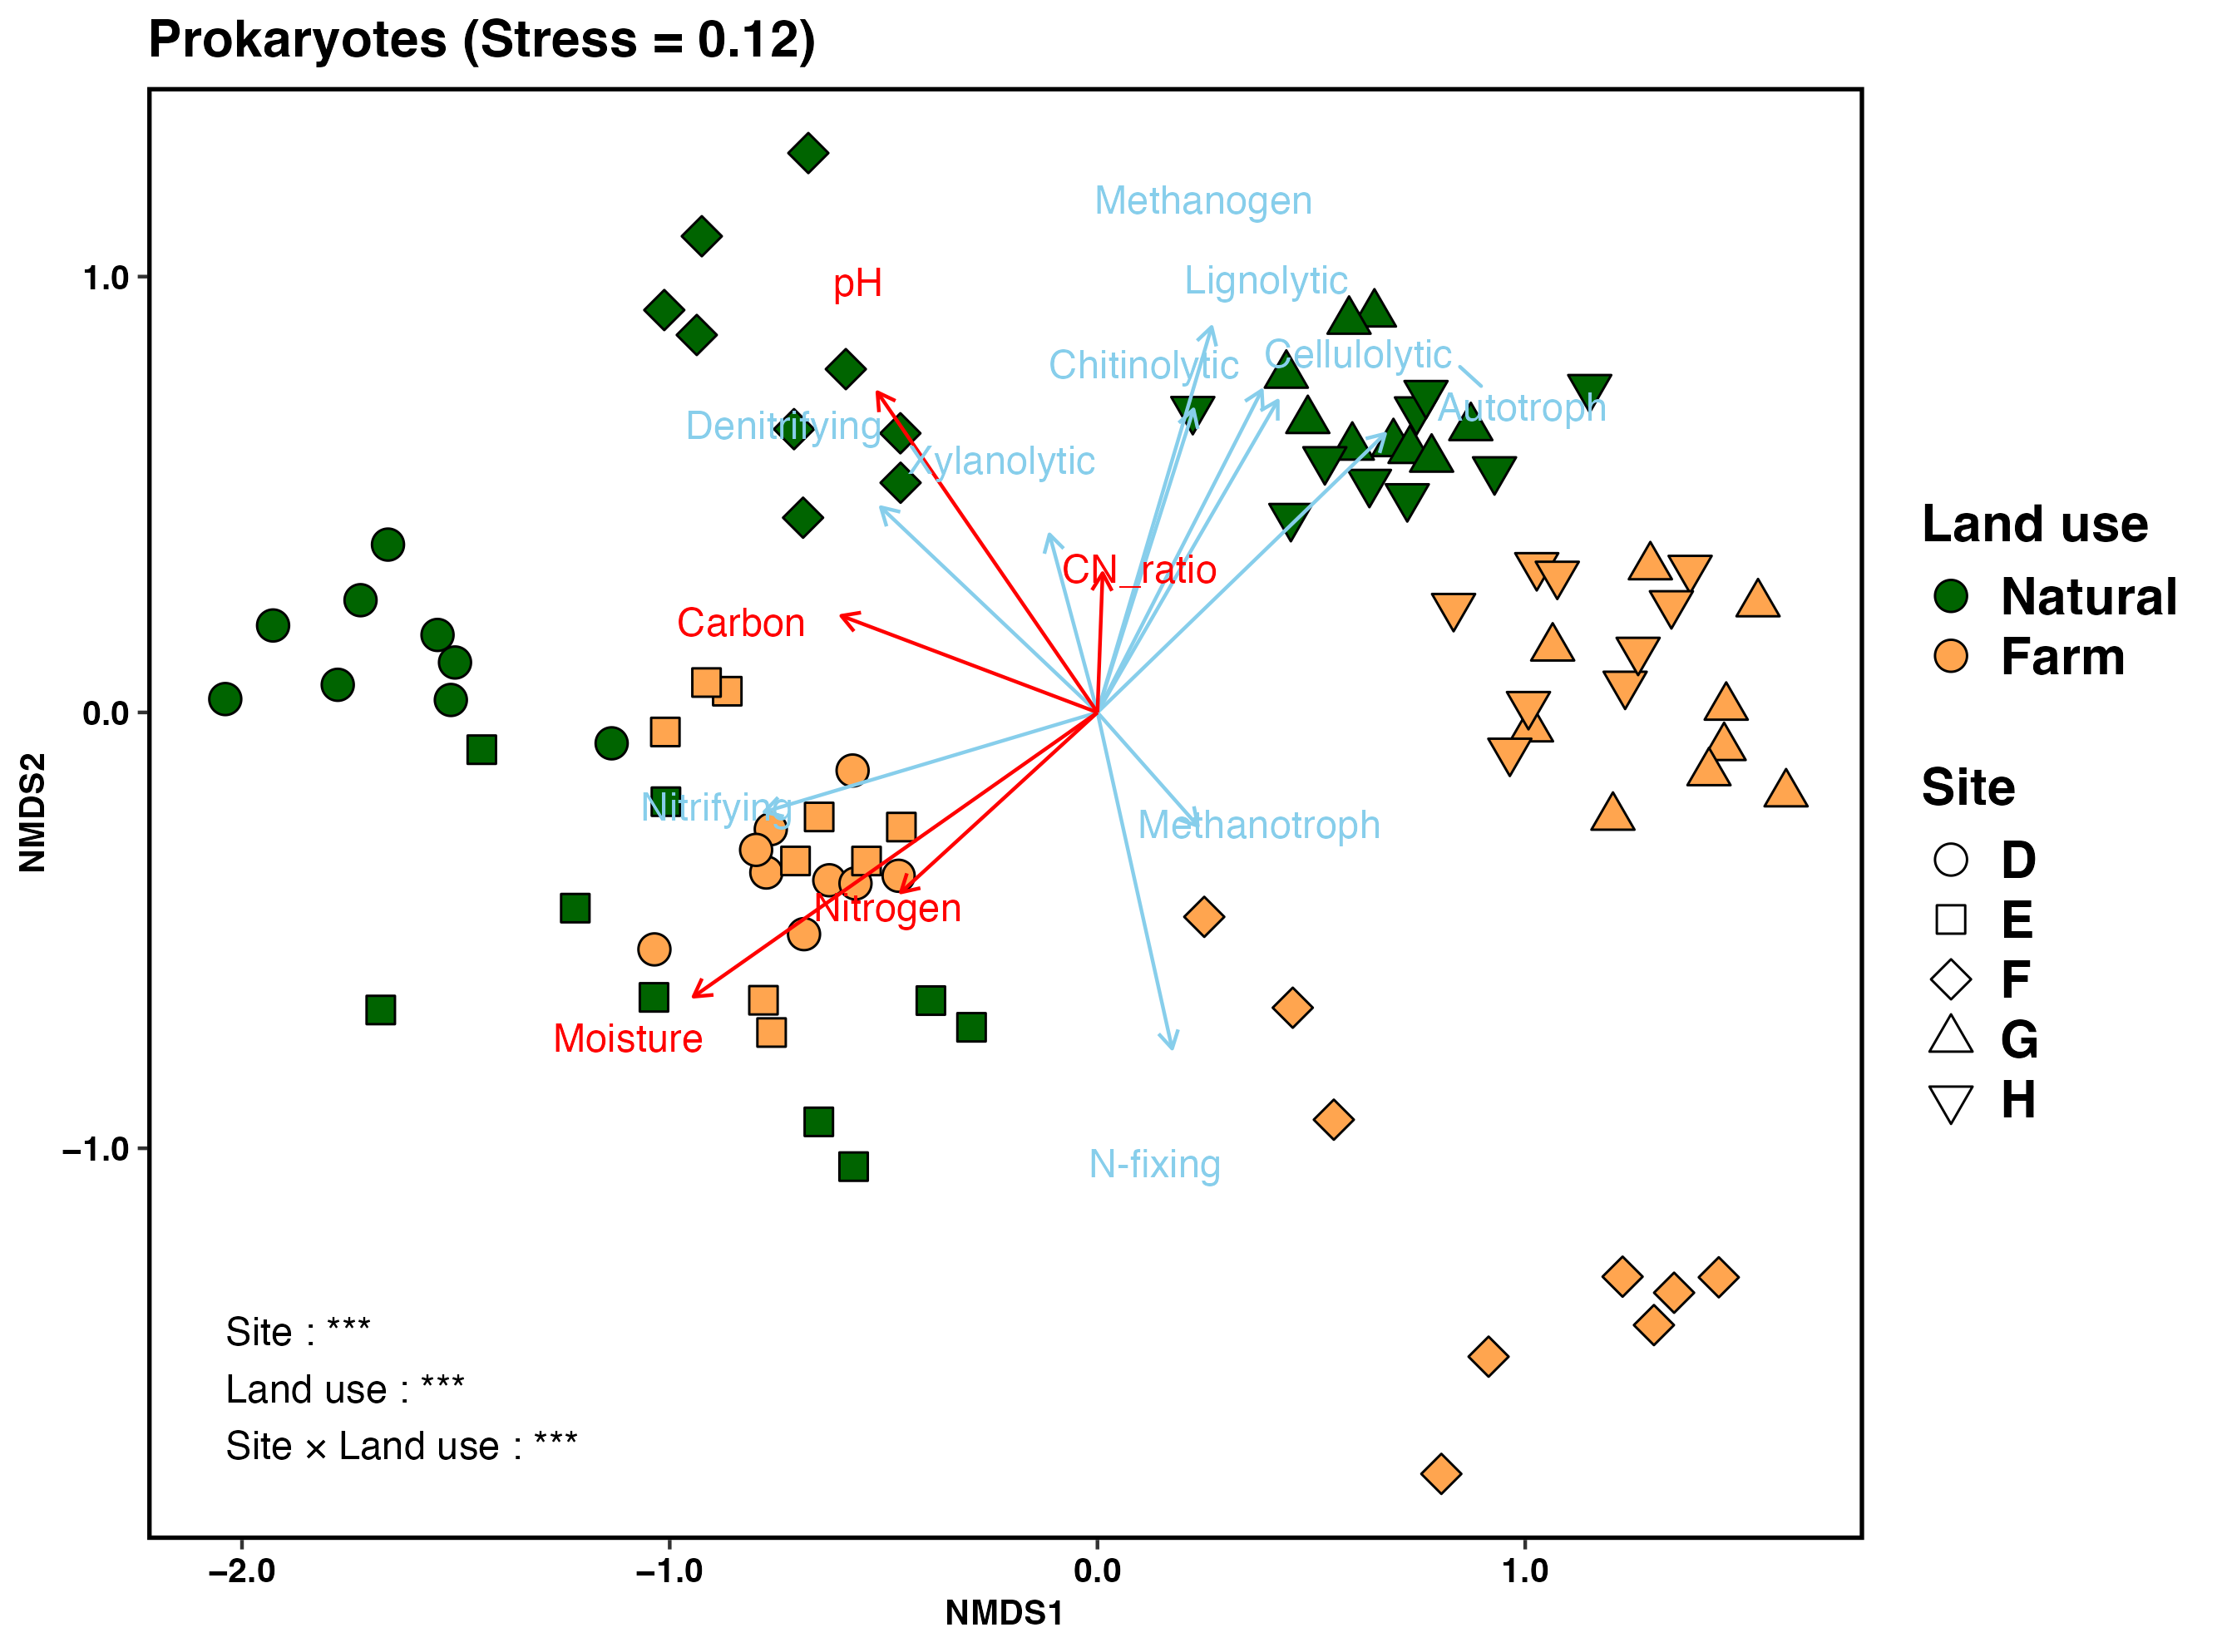 Prokaryotes (Stress = 0.12)
Methanogen
Lignolytic
pH
Chitinolytic
Cellulolytic
Autotroph
Denitrifying
Xylanolytic
CN_ratio
Carbon
Nitrifying
Methanotroph
Nitrogen
Moisture
N-fixing
Site : ***
Land use : ***
Site × Land use : ***
1.0
0.0
−1.0
NMDS2
−2.0
−1.0
0.0
1.0
NMDS1
Land use
Natural
Farm
Site
D
E
F
G
H